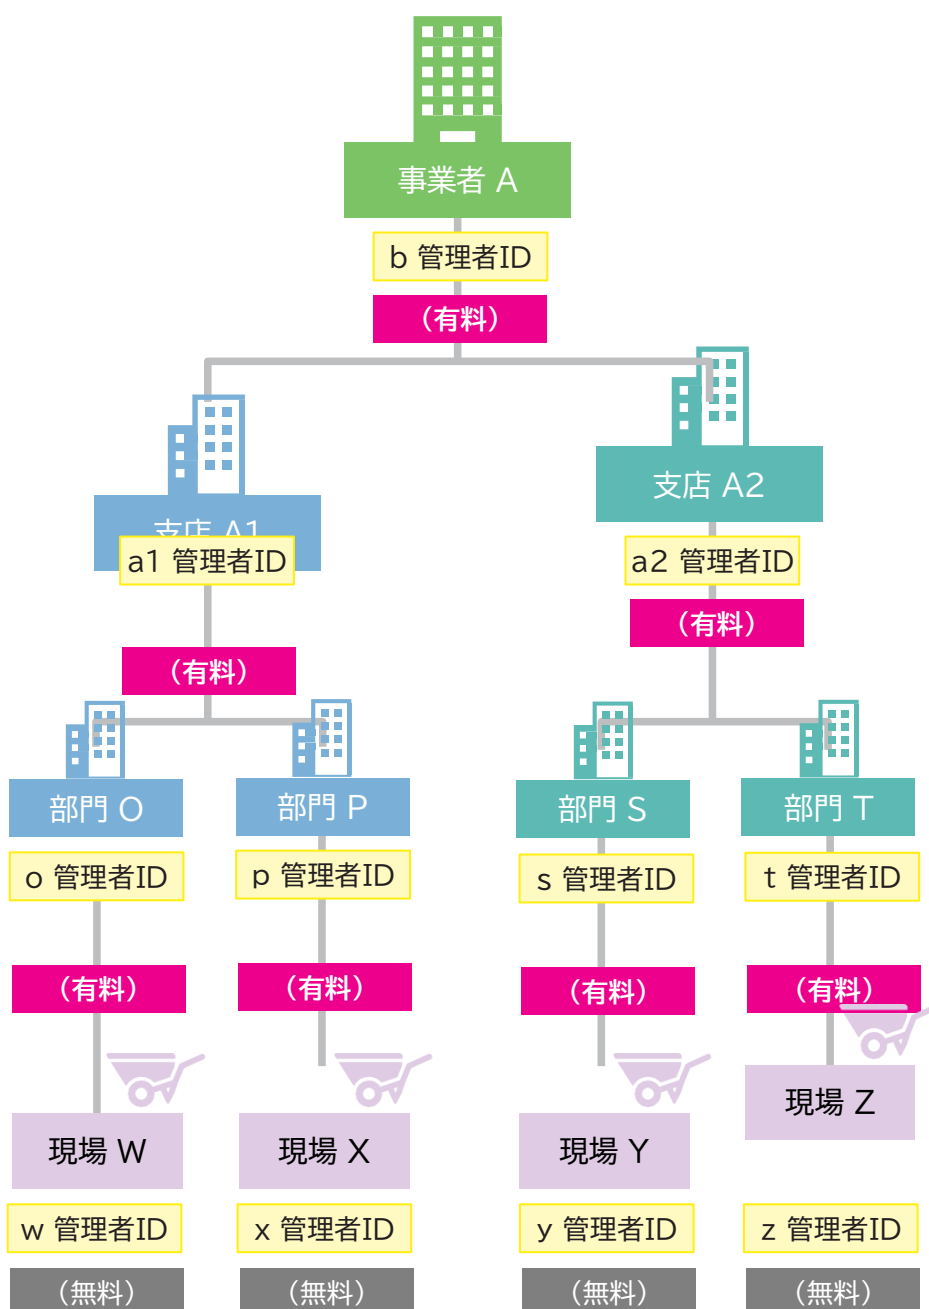 事業者 A
b 管理者ID
（有料）
支店 A1
a1 管理者ID
（有料）
支店 A2
a2 管理者ID
（有料）
部門 O
部門 P
部門 S
部門 T
o 管理者ID
p 管理者ID
s 管理者ID
t 管理者ID
（有料）
（有料）
（有料）
（有料）
現場 W
現場 X
現場 Y
現場 Z
w 管理者ID
x 管理者ID
y 管理者ID
z 管理者ID
（無料）
（無料）
（無料）
（無料）